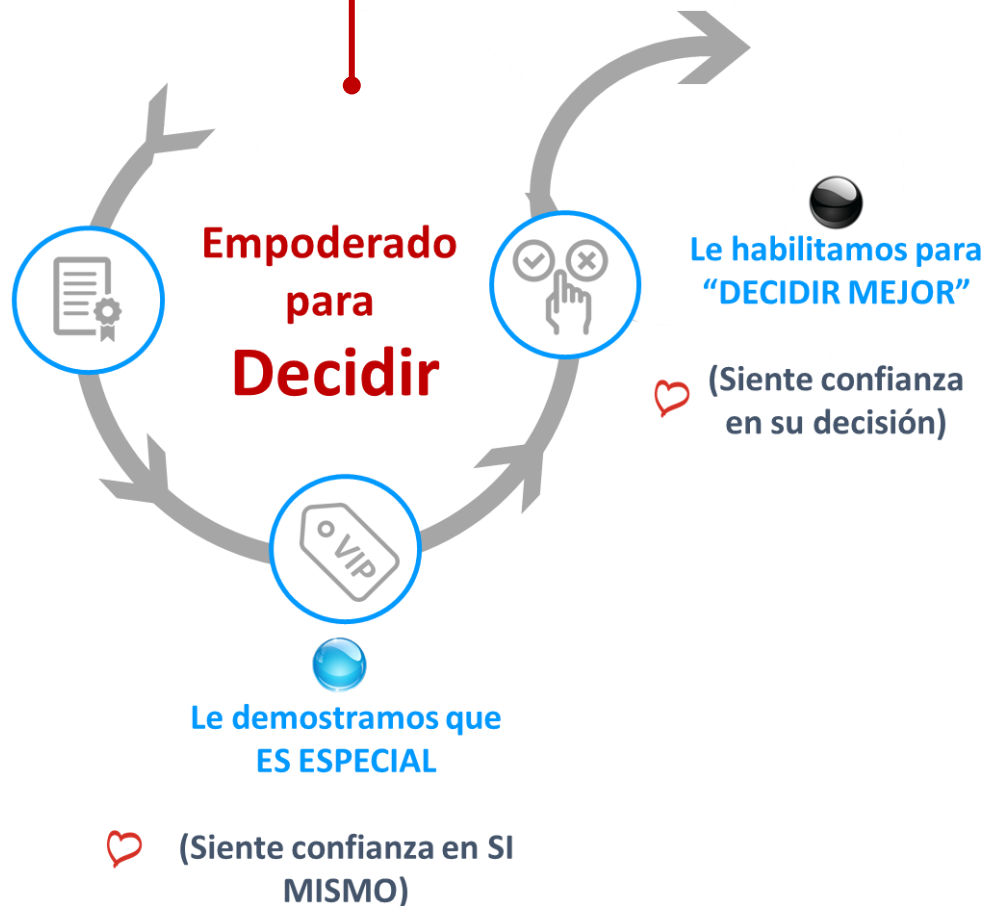 Empoderado
para
Decidir
Le habilitamos para
“DECIDIR MEJOR”
(Siente confianza
en su decisión)
VIP
Le demostramos que
ES ESPECIAL
(Siente confianza en SI
MISMO)